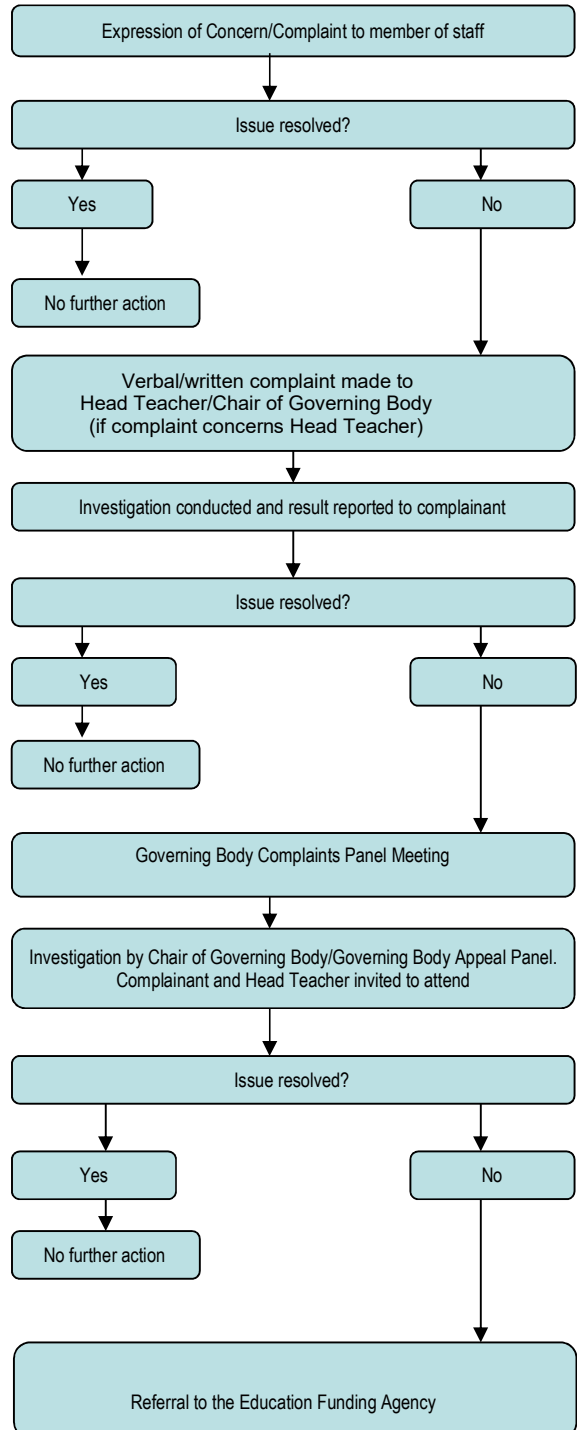 Expression of Concern/Complaint to member of staff
Issue resolved?
Yes
No
No further action
Verbal/written complaint made to
Head Teacher/Chair of Governing Body
(if complaint concerns Head Teacher)
Investigation conducted and result reported to complainant
Issue resolved?
Yes
No
No further action
Governing Body Complaints Panel Meeting
Investigation by Chair of Governing Body/Governing Body Appeal Panel.
Complainant and Head Teacher invited to attend
Issue resolved?
Yes
No
No further action
Referral to the Education Funding Agency